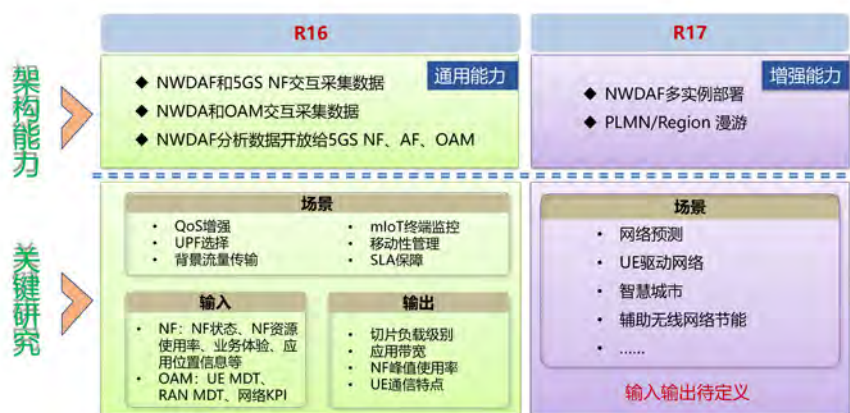 R16
R17
架构能力
通用能力
◆ NWDAF和5GS NF交互采集数据
◆ NWDA和OAM交互采集数据
◆ NWDAF分析数据开放给5GS NF、AF、OAM
增强能力
◆ NWDAF多实例部署
◆ PLMN/Region 漫游
关键研究
场景
• QoS增强
• UPF选择
• 背景流量传输
• mIoT终端监控
• 移动性管理
• SLA保障
输入
• NF：NF状态、NF资源
使用率、业务体验、应
用位置信息等
• OAM：UE MDT、
RAN MDT、网络KPI
输出
• 切片负载级别
• 应用带宽
• NF峰值使用率
• UE通信特点
场景
• 网络预测
• UE驱动网络
• 智慧城市
• 辅助无线网络节能
• ......
输入输出待定义